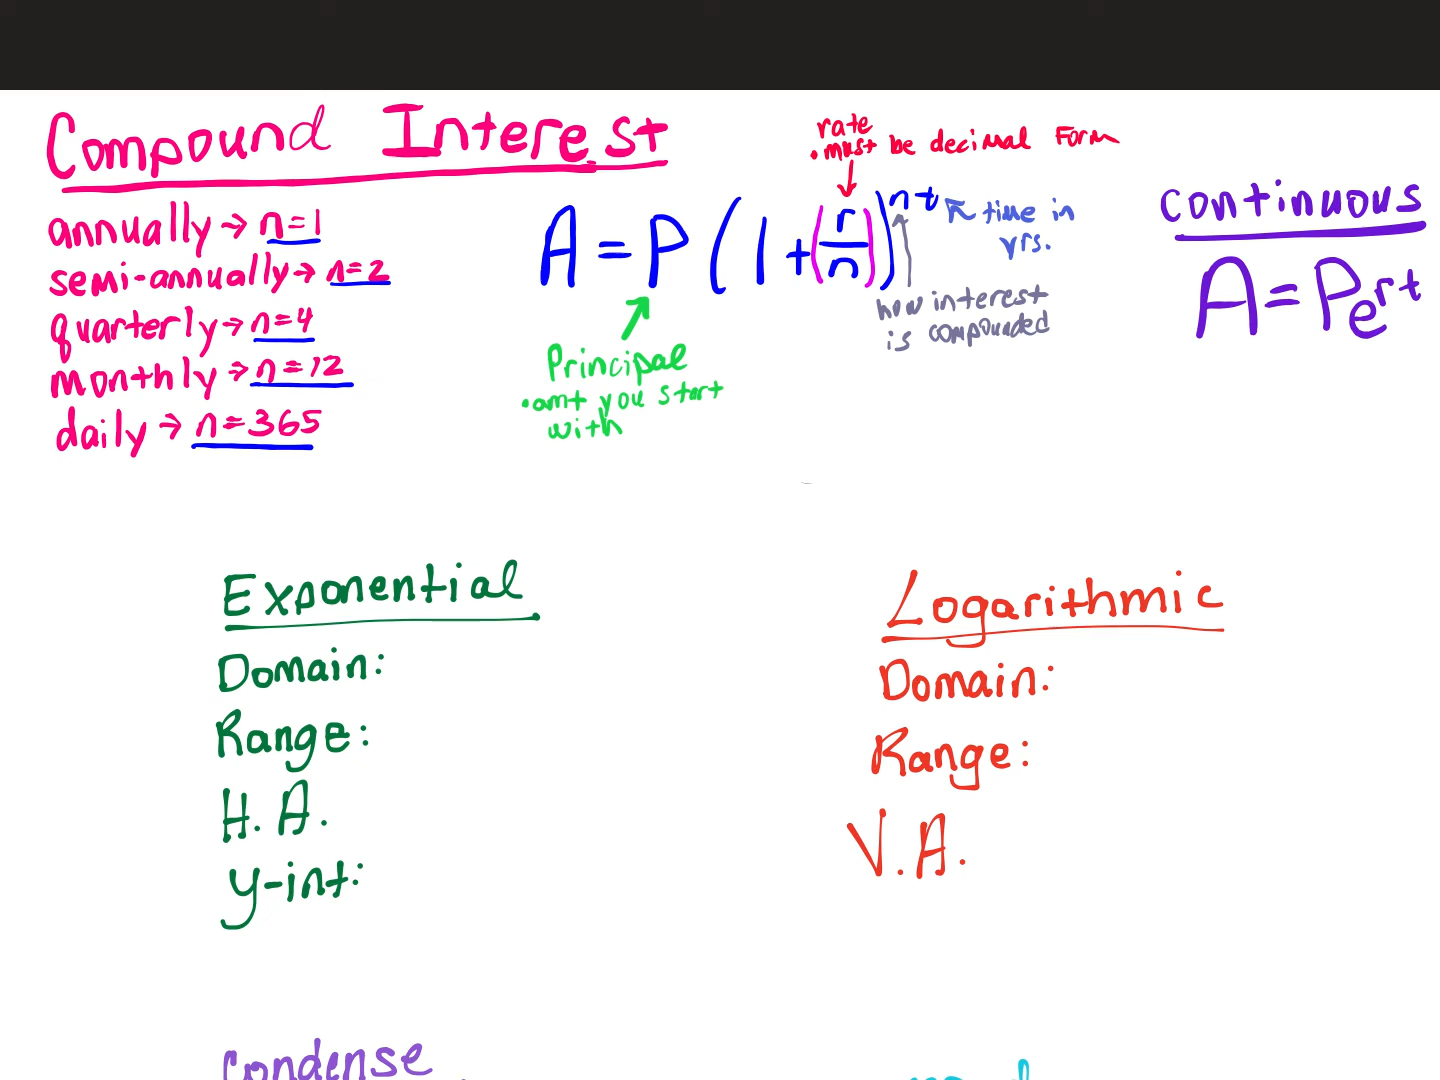 Compound Interest
annually → n=1
semi-annually → n=2
quarterly → n=4
monthly → n=12
daily → n=365
rate
• must be decimal form
A = P(1+(r/n))^nt
time in
yrs.
how interest
is compounded
Principal
• amt you start
with
continuous
A=Pe^rt
Exponential
Domain:
Range:
H.A.
y-int:
Logarithmic
Domain:
Range:
V.A.
Condense